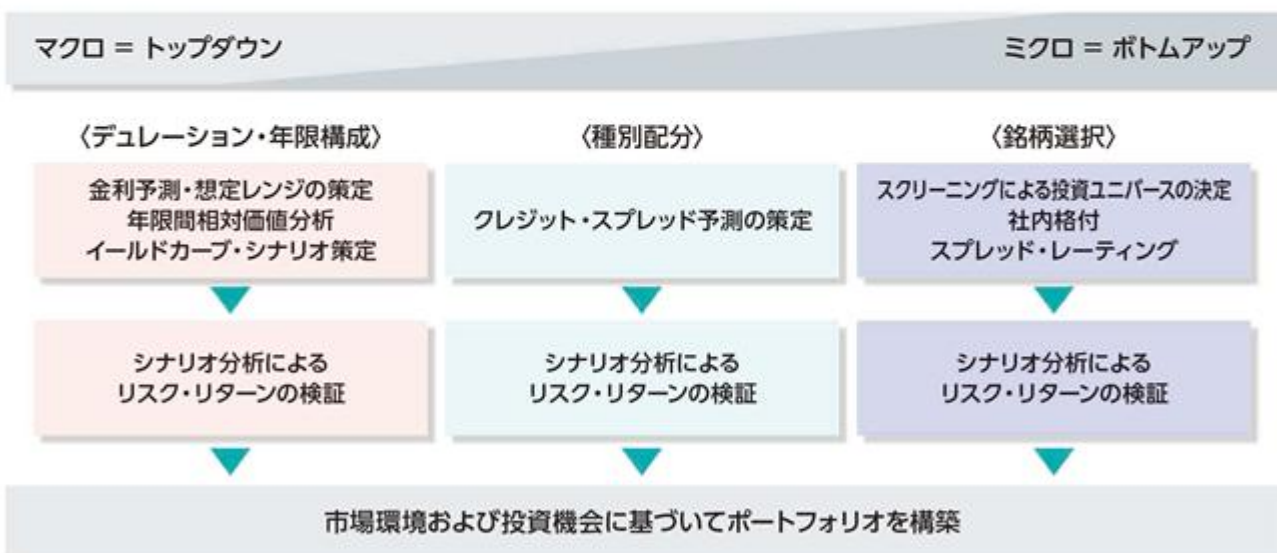 マクロ = トップダウン
ミクロ = ボトムアップ
〈デュレーション・年限構成〉
金利予測・想定レンジの策定
年限間相対価値分析
イールドカーブ・シナリオ策定
シナリオ分析による
リスク・リターンの検証
〈種別配分〉
クレジット・スプレッド予測の策定
シナリオ分析による
リスク・リターンの検証
〈銘柄選択〉
スクリーニングによる投資ユニバースの決定
社内格付
スプレッド・レーティング
シナリオ分析による
リスク・リターンの検証
市場環境および投資機会に基づいてポートフォリオを構築